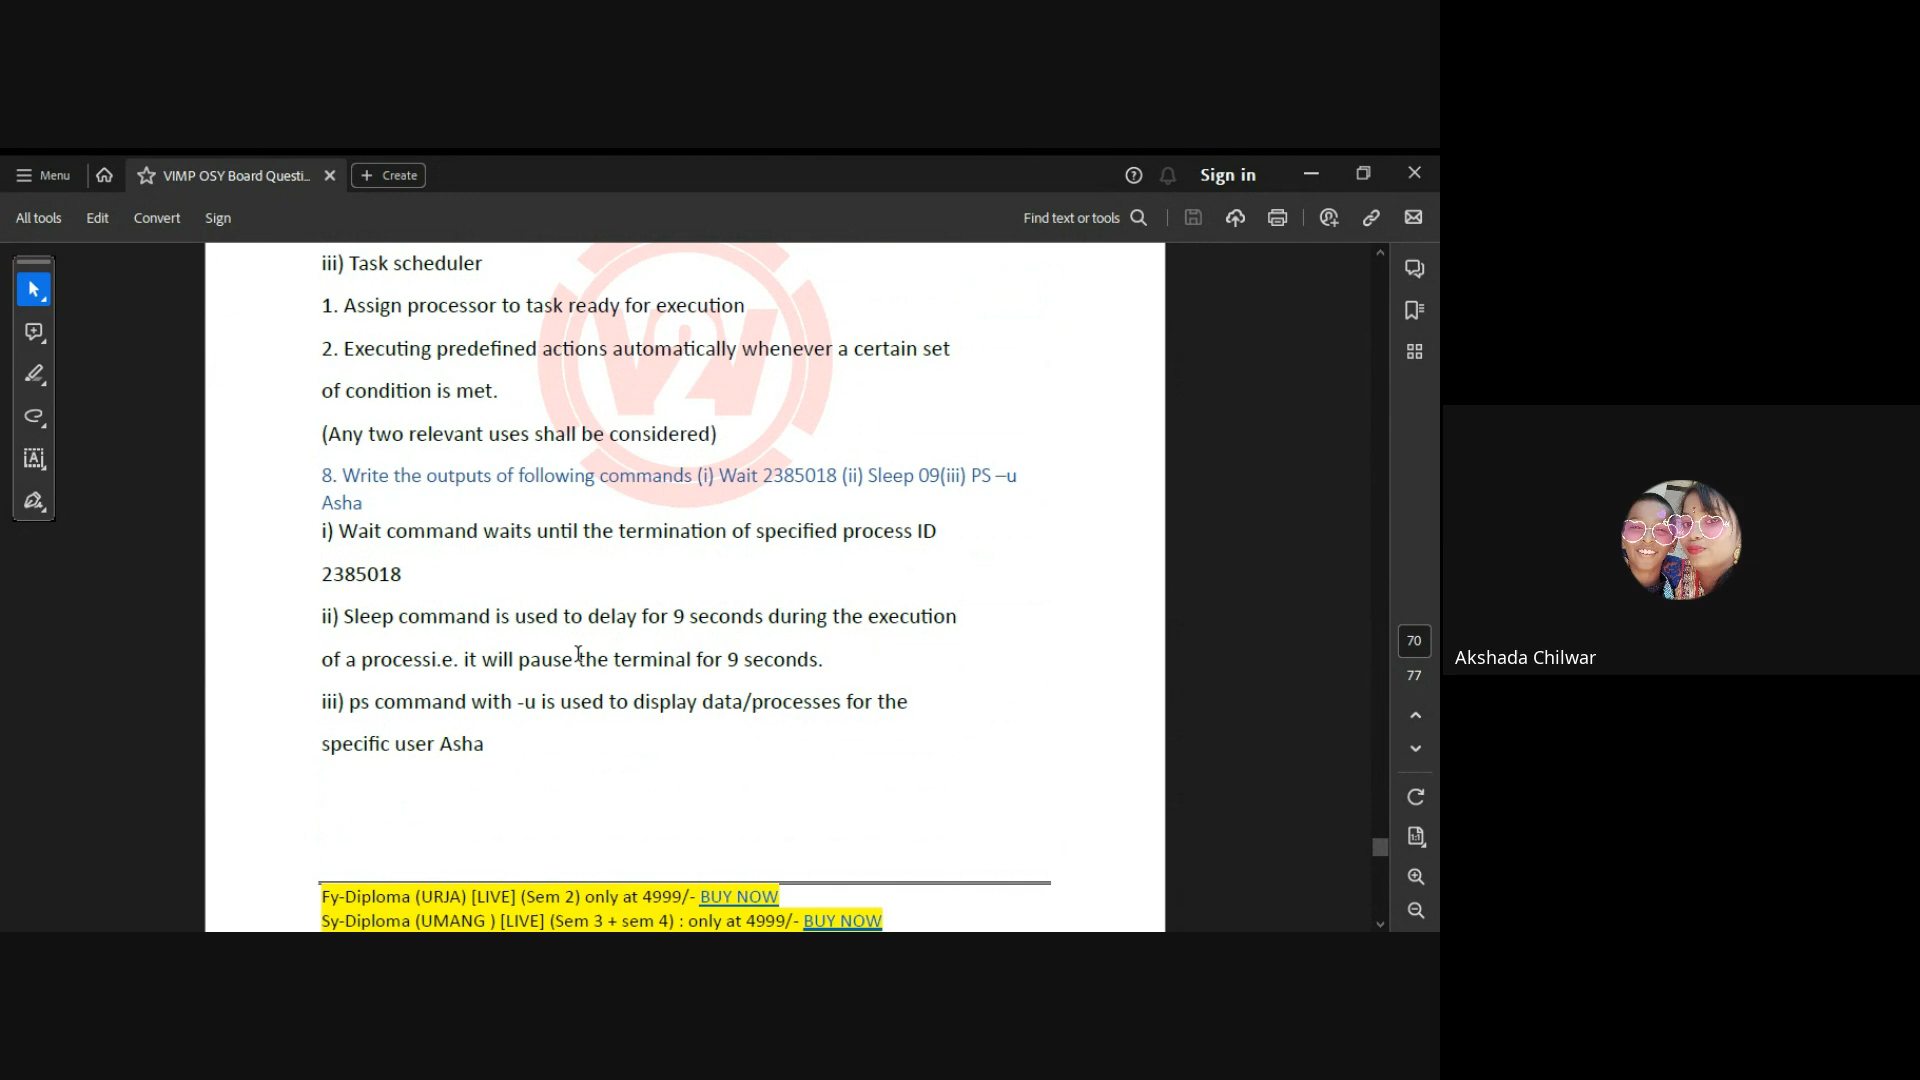 Menu
VIMP OSY Board Questi...
Create
Sign in
All tools
Edit
Convert
Sign
Find text or tools
iii) Task scheduler
1. Assign processor to task ready for execution
2. Executing predefined actions automatically whenever a certain set
of condition is met.
(Any two relevant uses shall be considered)
8. Write the outputs of following commands (i) Wait 2385018 (ii) Sleep 09(iii) PS –u
Asha
i) Wait command waits until the termination of specified process ID
2385018
ii) Sleep command is used to delay for 9 seconds during the execution
of a processi.e. it will pause the terminal for 9 seconds.
iii) ps command with -u is used to display data/processes for the
specific user Asha
Fy-Diploma (URJA) [LIVE] (Sem 2) only at 4999/- BUY NOW
Sy-Diploma (UMANG ) [LIVE] (Sem 3 + sem 4) : only at 4999/- BUY NOW
V2V
70
77
Akshada Chilwar